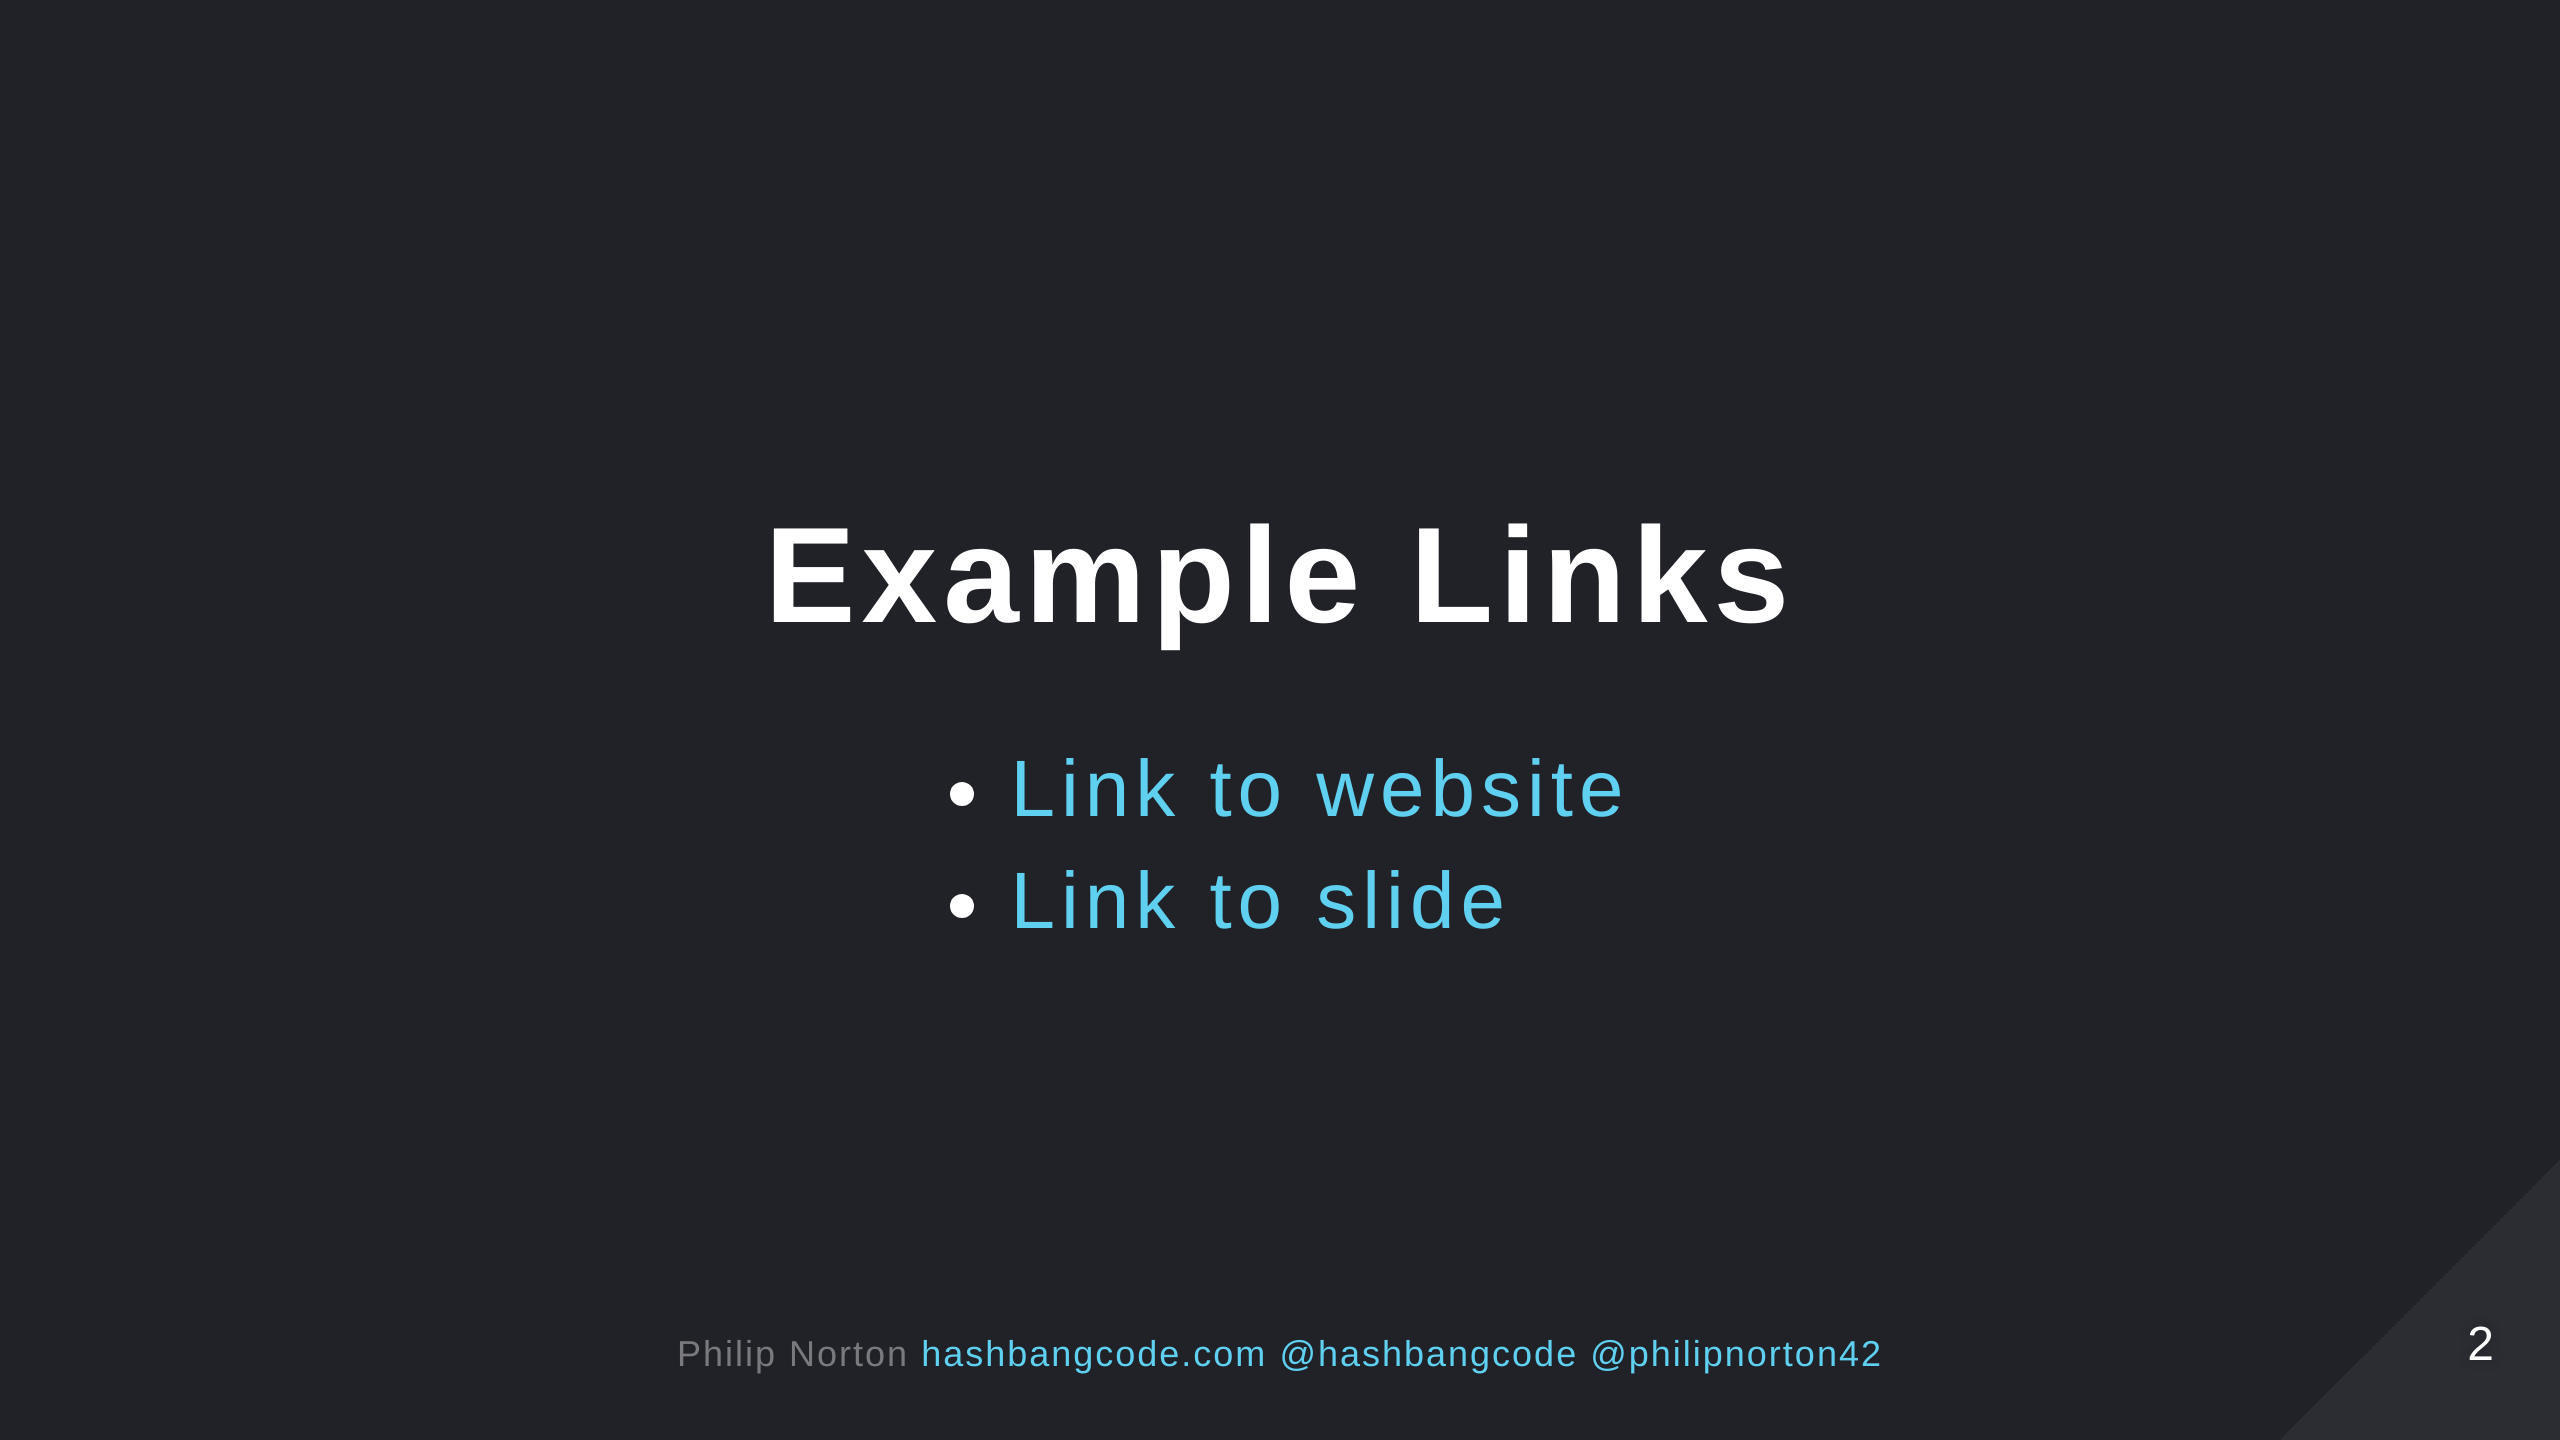 Example Links
• Link to website
• Link to slide
Philip Norton hashbangcode.com @hashbangcode @philipnorton42
2